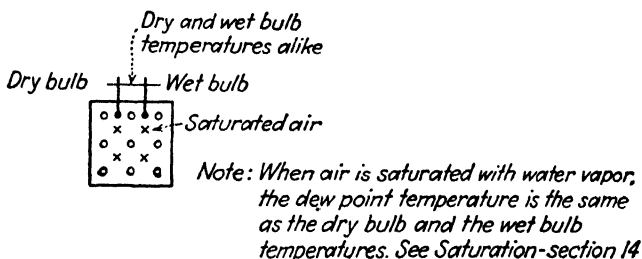 Dry and wet bulb
temperatures alike
Dry bulb
Wet bulb
Saturated air
Note: When air is saturated with water vapor,
the dew point temperature is the same
as the dry bulb and the wet bulb
temperatures. See Saturation-section 14